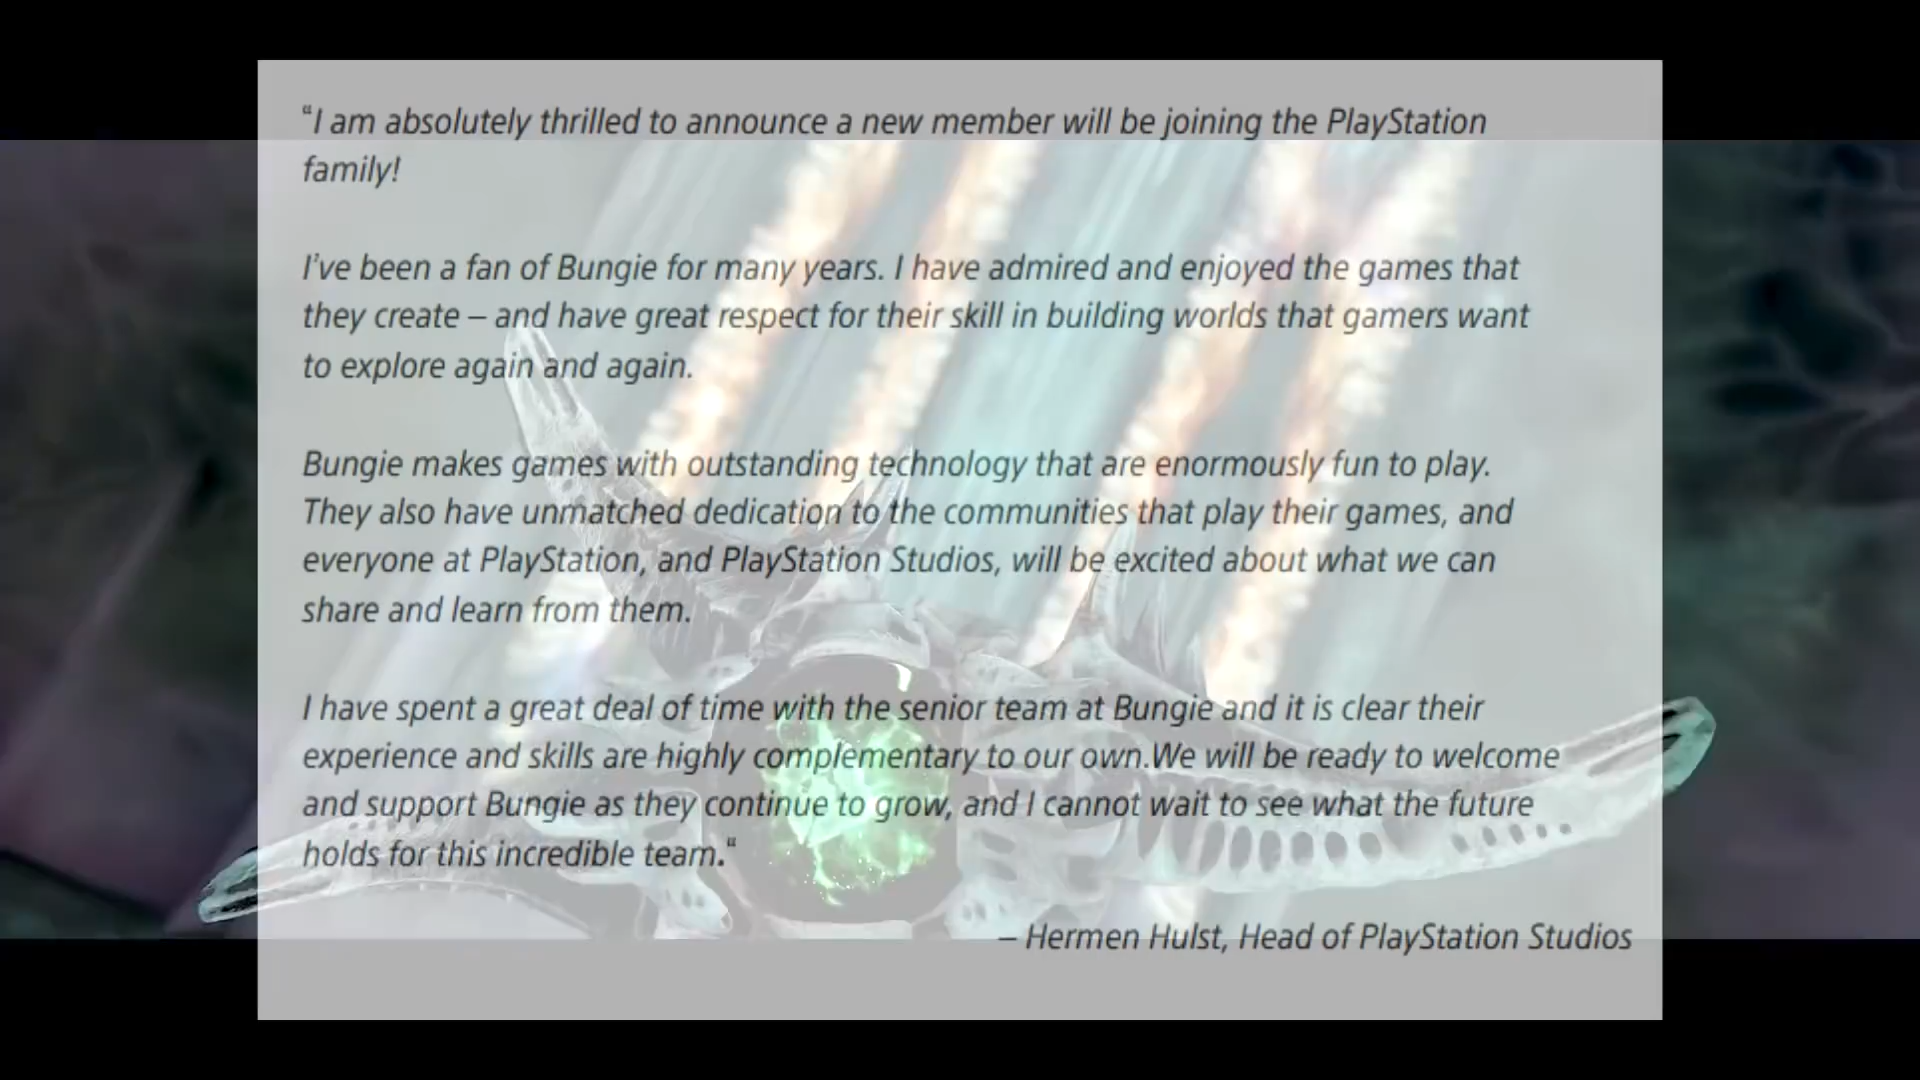 “I am absolutely thrilled to announce a new member will be joining the PlayStation
family!
I’ve been a fan of Bungie for many years. I have admired and enjoyed the games that
they create – and have great respect for their skill in building worlds that gamers want
to explore again and again.
Bungie makes games with outstanding technology that are enormously fun to play.
They also have unmatched dedication to the communities that play their games, and
everyone at PlayStation, and PlayStation Studios, will be excited about what we can
share and learn from them.
I have spent a great deal of time with the senior team at Bungie and it is clear their
experience and skills are highly complementary to our own.We will be ready to welcome
and support Bungie as they continue to grow, and I cannot wait to see what the future
holds for this incredible team.“
– Hermen Hulst, Head of PlayStation Studios